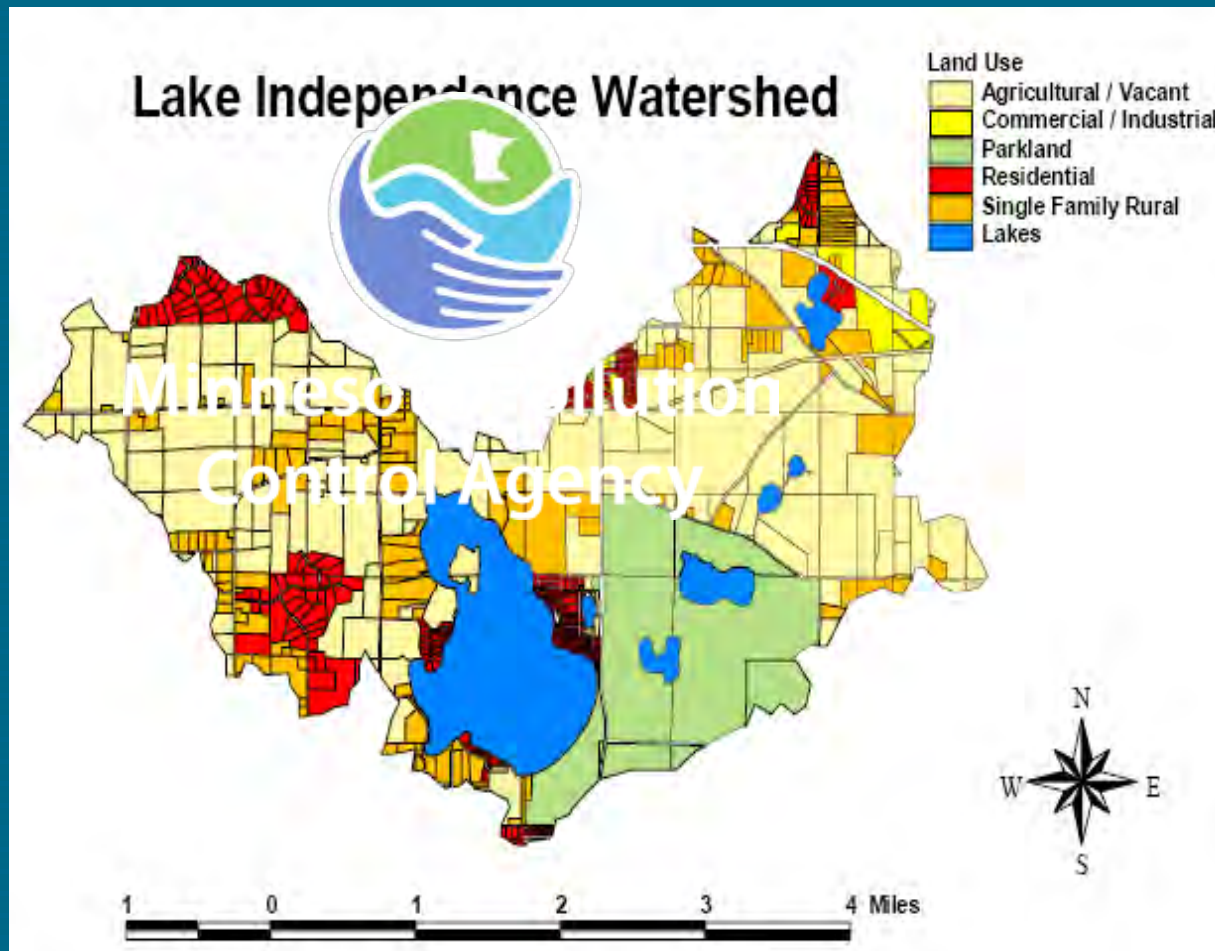 Lake Independence Watershed
Land Use
Agricultural / Vacant
Commercial / Industrial
Parkland
Residential
Single Family Rural
Lakes
Control Agency
N
W E
S
1 0 1 2 3 4 Miles